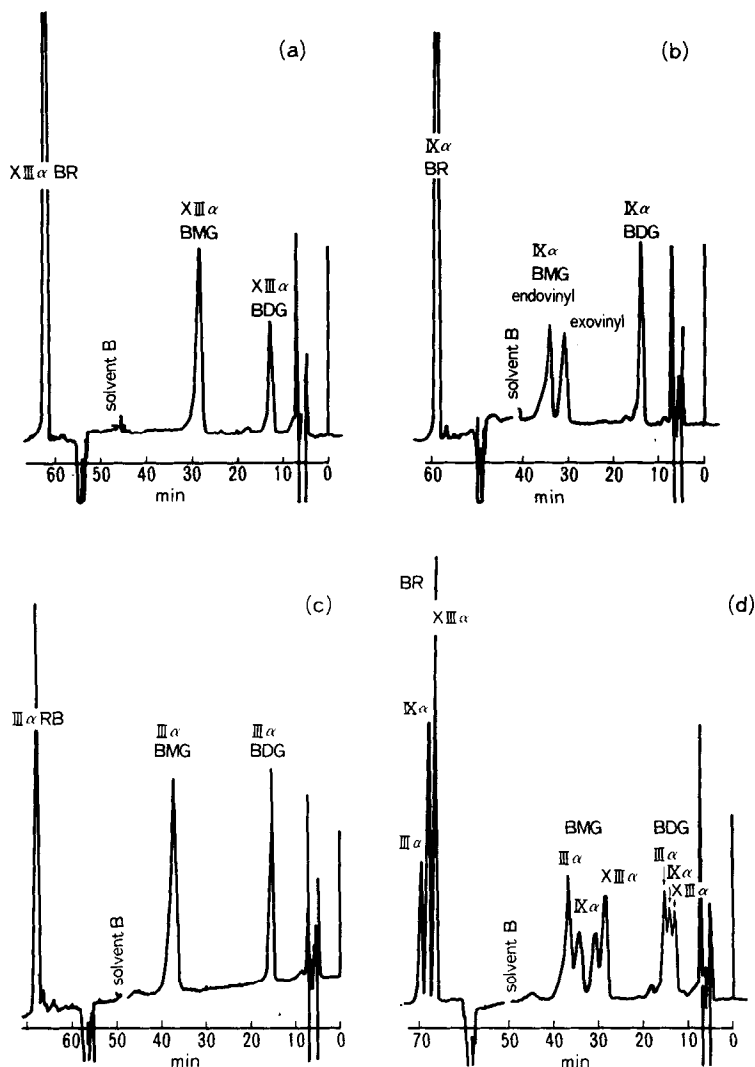 (a)
XIIIα BR
XIIIα
BMG
XIIIα
BDG
solvent B
60 50 40 30 20 10 0
min
(b)
IXα
BR
IXα
BMG
endovinyl
exovinyl
IXα
BDG
solvent B
60 50 40 30 20 10 0
min
(c)
IIIαRB
IIIα
BMG
IIIα
BDG
solvent B
60 50 40 30 20 10 0
min
(d)
BR
XIIIα
IXα
IIIα
BMG
IIIα
IXα
XIIIα
BDG
IIIα
IXα
XIIIα
solvent B
70 60 50 40 30 20 10 0
min